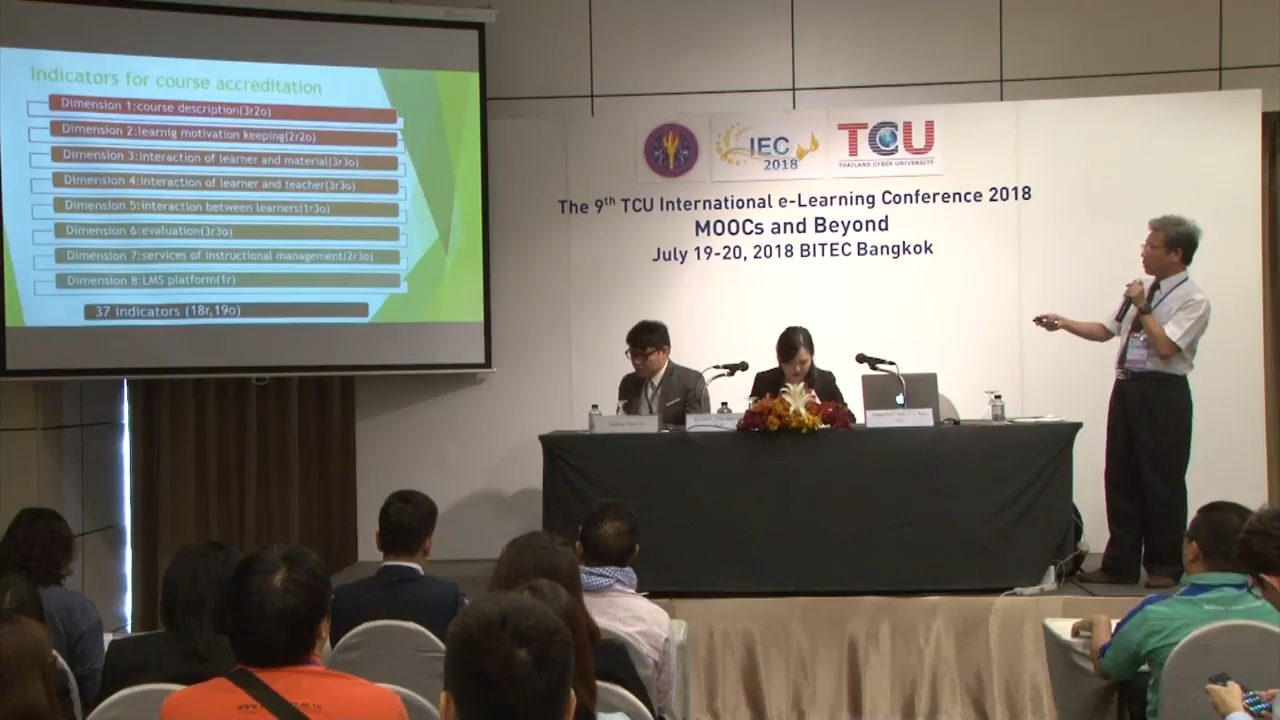 Indicators for course accreditation
Dimension 1:course description(3r2o)
Dimension 2:learnig motivation keeping(2r2o)
Dimension 3:interaction of learner and material(3r3o)
Dimension 4:interaction of learner and teacher(3r3o)
Dimension 5:interaction between learners(1r3o)
Dimension 6:evaluation(3r3o)
Dimension 7:services of instructional management(2r3o)
Dimension 8:LMS platform(1r)
37 indicators (18r,19o)
IEC
2018
TCU
THAILAND CYBER UNIVERSITY
The 9th TCU International e-Learning Conference 2018
MOOCs and Beyond
July 19-20, 2018 BITEC Bangkok